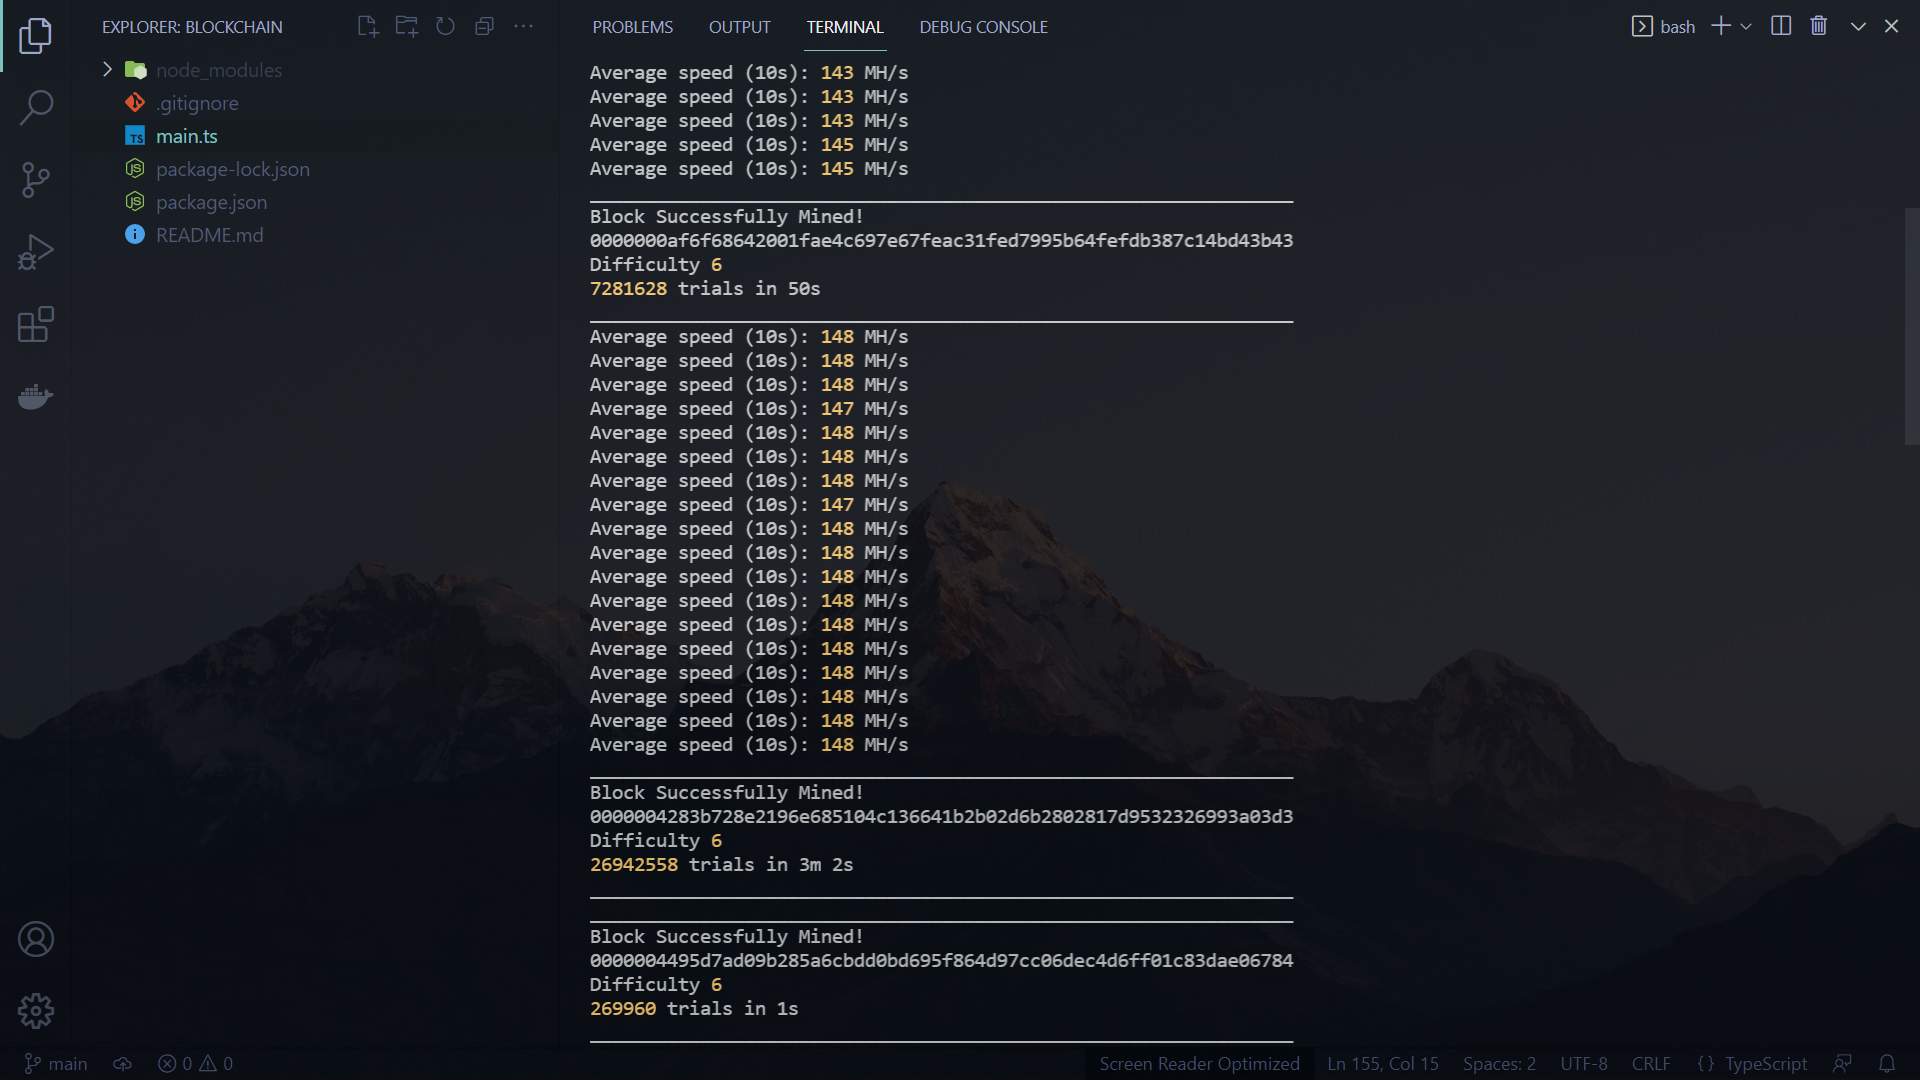 EXPLORER: BLOCKCHAIN
node_modules
.gitignore
main.ts
package-lock.json
package.json
README.md
PROBLEMS OUTPUT TERMINAL DEBUG CONSOLE
bash
Average speed (10s): 143 MH/s
Average speed (10s): 143 MH/s
Average speed (10s): 143 MH/s
Average speed (10s): 145 MH/s
Average speed (10s): 145 MH/s
Block Successfully Mined!
0000000af6f68642001fae4c697e67feac31fed7995b64fefdb387c14bd43b43
Difficulty 6
7281628 trials in 50s
Average speed (10s): 148 MH/s
Average speed (10s): 148 MH/s
Average speed (10s): 148 MH/s
Average speed (10s): 147 MH/s
Average speed (10s): 148 MH/s
Average speed (10s): 148 MH/s
Average speed (10s): 148 MH/s
Average speed (10s): 147 MH/s
Average speed (10s): 148 MH/s
Average speed (10s): 148 MH/s
Average speed (10s): 148 MH/s
Average speed (10s): 148 MH/s
Average speed (10s): 148 MH/s
Average speed (10s): 148 MH/s
Average speed (10s): 148 MH/s
Average speed (10s): 148 MH/s
Average speed (10s): 148 MH/s
Average speed (10s): 148 MH/s
Block Successfully Mined!
0000004283b728e2196e685104c136641b2b02d6b2802817d9532326993a03d3
Difficulty 6
26942558 trials in 3m 2s
Block Successfully Mined!
0000004495d7ad09b285a6cbdd0bd695f864d97cc06dec4d6ff01c83dae06784
Difficulty 6
269960 trials in 1s
main 0 0 Screen Reader Optimized Ln 155, Col 15 Spaces: 2 UTF-8 CRLF {} TypeScript